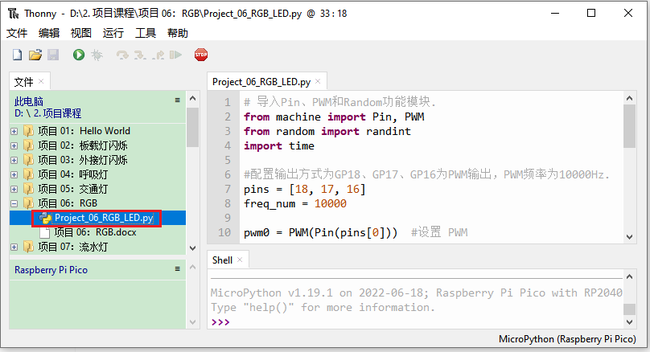 Thonny - D:\2. 项目课程\项目 06：RGB\Project_06_RGB_LED.py @ 33 : 18
文件 编辑 视图 运行 工具 帮助
STOP
文件
此电脑
D: \ 2. 项目课程
项目 01：Hello World
项目 02：板载灯闪烁
项目 03：外接灯闪烁
项目 04：呼吸灯
项目 05：交通灯
项目 06：RGB
Project_06_RGB_LED.py
项目 06：RGB.docx
项目 07：流水灯
Raspberry Pi Pico
Project_06_RGB_LED.py
1 # 导入Pin、PWM和Random功能模块.
2 from machine import Pin, PWM
3 from random import randint
4 import time
5
6 #配置输出方式为GP18、GP17、GP16为PWM输出，PWM频率为10000Hz.
7 pins = [18, 17, 16]
8 freq_num = 10000
9
10 pwm0 = PWM(Pin(pins[0])) #设置 PWM
Shell
MicroPython v1.19.1 on 2022-06-18; Raspberry Pi Pico with RP2040
Type "help()" for more information.
>>>
MicroPython (Raspberry Pi Pico)